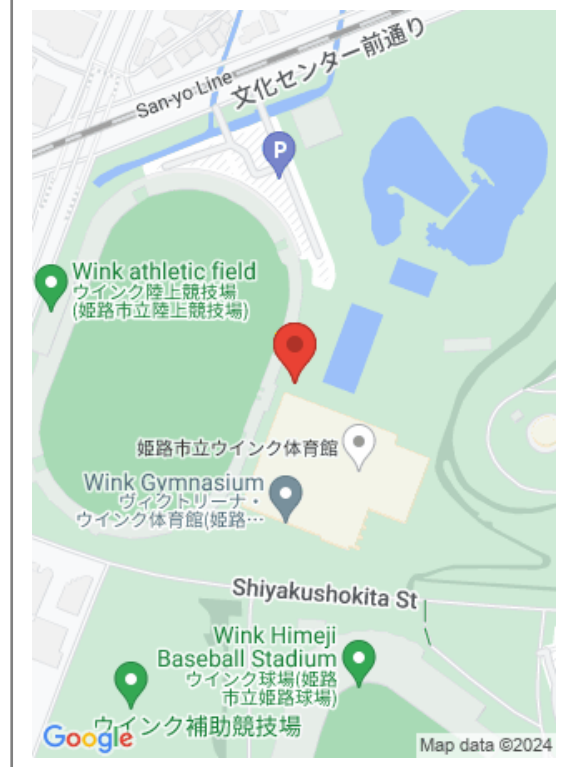 San-yo Line
文化センター前通り
P
Wink athletic field
ウインク陸上競技場
(姫路市立陸上競技場)
姫路市立ウインク体育館
Wink Gymnasium
ヴィクトリーナ・
ウインク体育館(姫路…
Shiyakushokita St
Wink Himeji
Baseball Stadium
ウインク球場(姫路
市立姫路球場)
ウインク補助競技場
Google
Map data ©2024